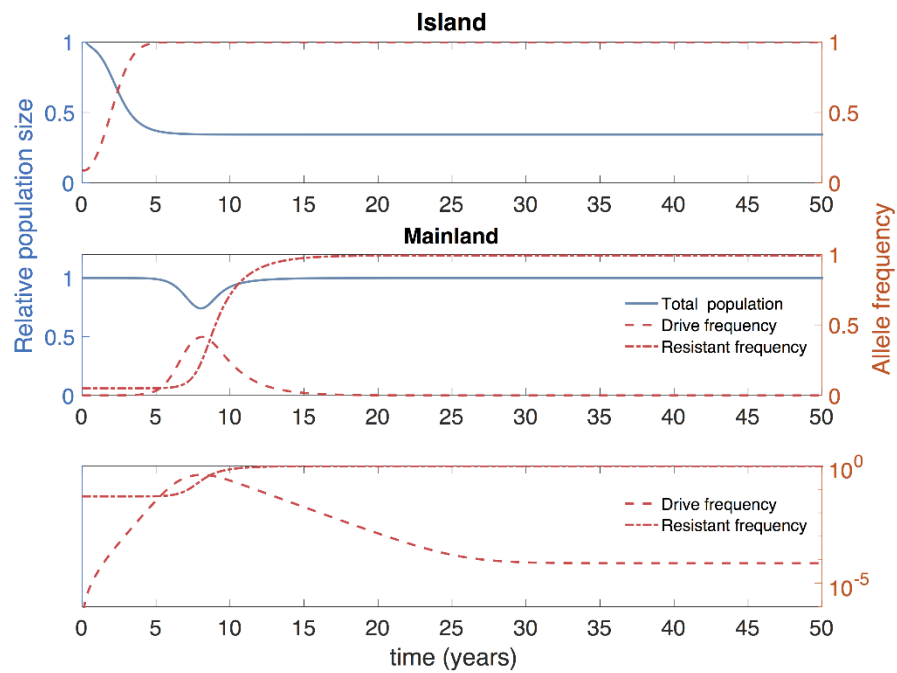 Island
1
0.5
0
1
0.5
0
0 5 10 15 20 25 30 35 40 45 50
Relative population size
Mainland
1
0.5
0
1
0.5
0
Total population
Drive frequency
Resistant frequency
0 5 10 15 20 25 30 35 40 45 50
Allele frequency
10^0
10^-5
Drive frequency
Resistant frequency
0 5 10 15 20 25 30 35 40 45 50
time (years)